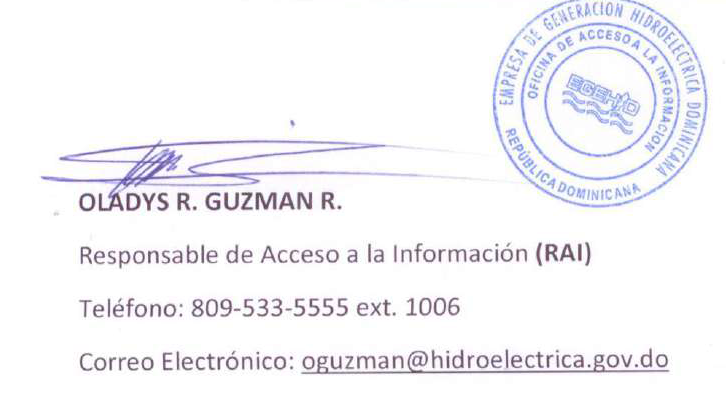 EMPRESA DE GENERACION HIDROELECTRICA DOMINICANA
OFICINA DE ACCESO A LA INFORMACION
EGEHID
REPÚBLICA DOMINICANA
OLADYS R. GUZMAN R.
Responsable de Acceso a la Información (RAI)
Teléfono: 809-533-5555 ext. 1006
Correo Electrónico: oguzman@hidroelectrica.gov.do